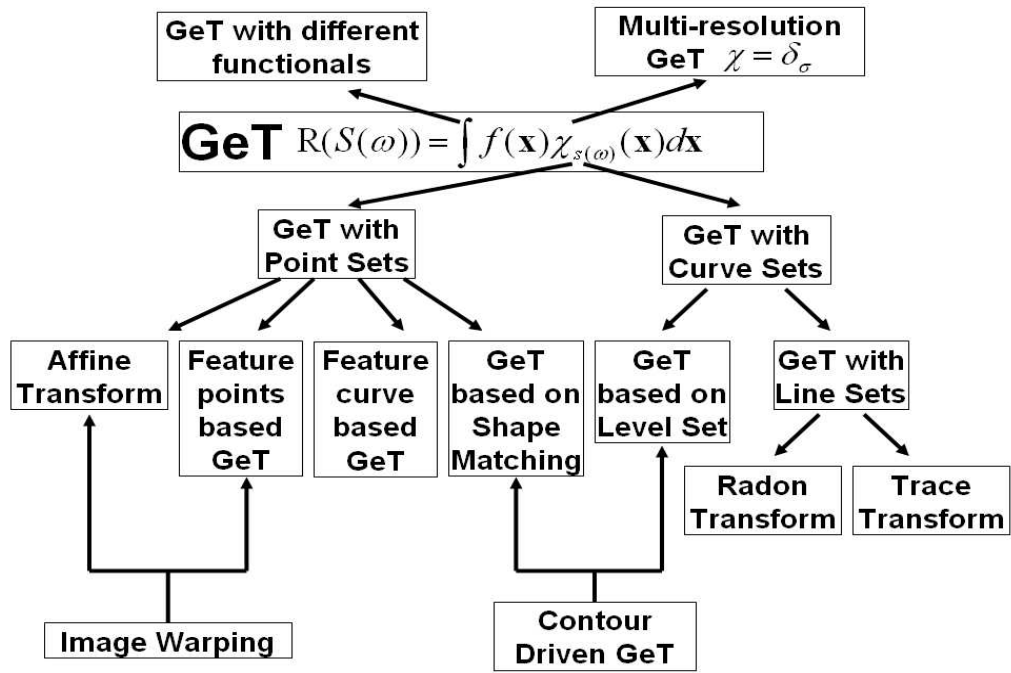 GeT with different
functionals
Multi-resolution
GeT χ = δ_σ
GeT R(S(ω)) = ∫ f(x)χ_{s(ω)}(x)dx
GeT with
Point Sets
GeT with
Curve Sets
Affine
Transform
Feature
points
based
GeT
Feature
curve
based
GeT
GeT
based on
Shape
Matching
GeT
based on
Level Set
GeT with
Line Sets
Radon
Transform
Trace
Transform
Image Warping
Contour
Driven GeT